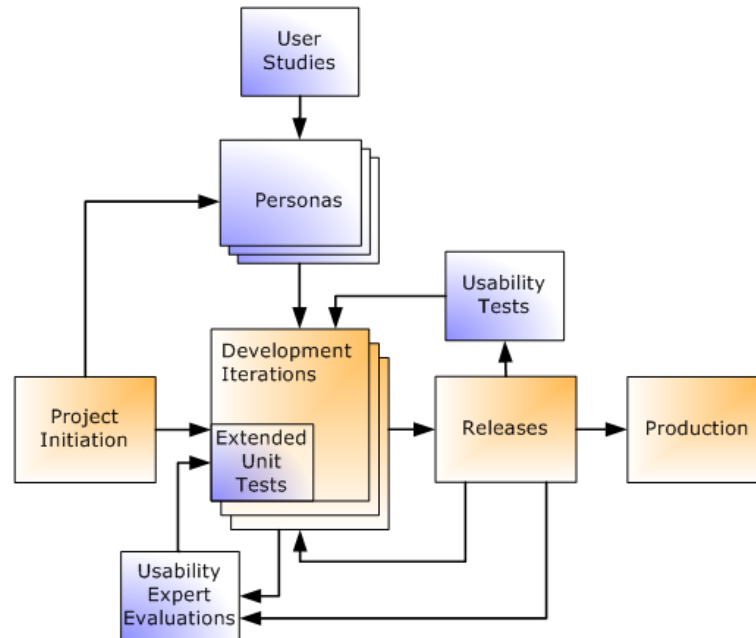 User
Studies
Personas
Usability
Tests
Development
Iterations
Project
Initiation
Extended
Unit
Tests
Releases
Production
Usability
Expert
Evaluations